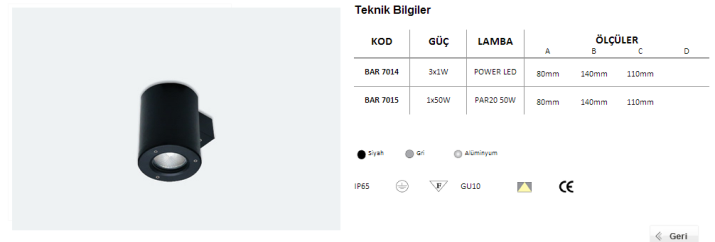 Teknik Bilgiler
KOD GÜÇ LAMBA ÖLÇÜLER
A B C D
BAR 7014 3x1W POWER LED 80mm 140mm 110mm
BAR 7015 1x50W PAR20 50W 80mm 140mm 110mm
Siyah Gri Alüminyum
IP65 F GU10 CE
Geri